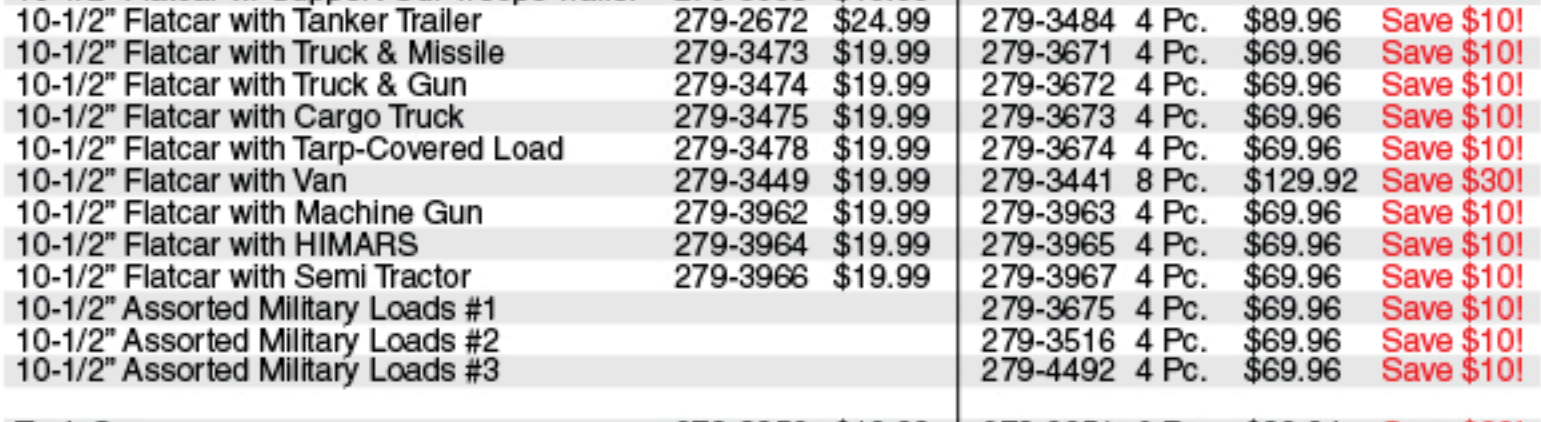 10-1/2” Flatcar with Tanker Trailer 279-2672 $24.99 279-3484 4 Pc. $89.96 Save $10!
10-1/2” Flatcar with Truck & Missile 279-3473 $19.99 279-3671 4 Pc. $69.96 Save $10!
10-1/2” Flatcar with Truck & Gun 279-3474 $19.99 279-3672 4 Pc. $69.96 Save $10!
10-1/2” Flatcar with Cargo Truck 279-3475 $19.99 279-3673 4 Pc. $69.96 Save $10!
10-1/2” Flatcar with Tarp-Covered Load 279-3478 $19.99 279-3674 4 Pc. $69.96 Save $10!
10-1/2” Flatcar with Van 279-3449 $19.99 279-3441 8 Pc. $129.92 Save $30!
10-1/2” Flatcar with Machine Gun 279-3962 $19.99 279-3963 4 Pc. $69.96 Save $10!
10-1/2” Flatcar with HIMARS 279-3964 $19.99 279-3965 4 Pc. $69.96 Save $10!
10-1/2” Flatcar with Semi Tractor 279-3966 $19.99 279-3967 4 Pc. $69.96 Save $10!
10-1/2” Assorted Military Loads #1 279-3675 4 Pc. $69.96 Save $10!
10-1/2” Assorted Military Loads #2 279-3516 4 Pc. $69.96 Save $10!
10-1/2” Assorted Military Loads #3 279-4492 4 Pc. $69.96 Save $10!